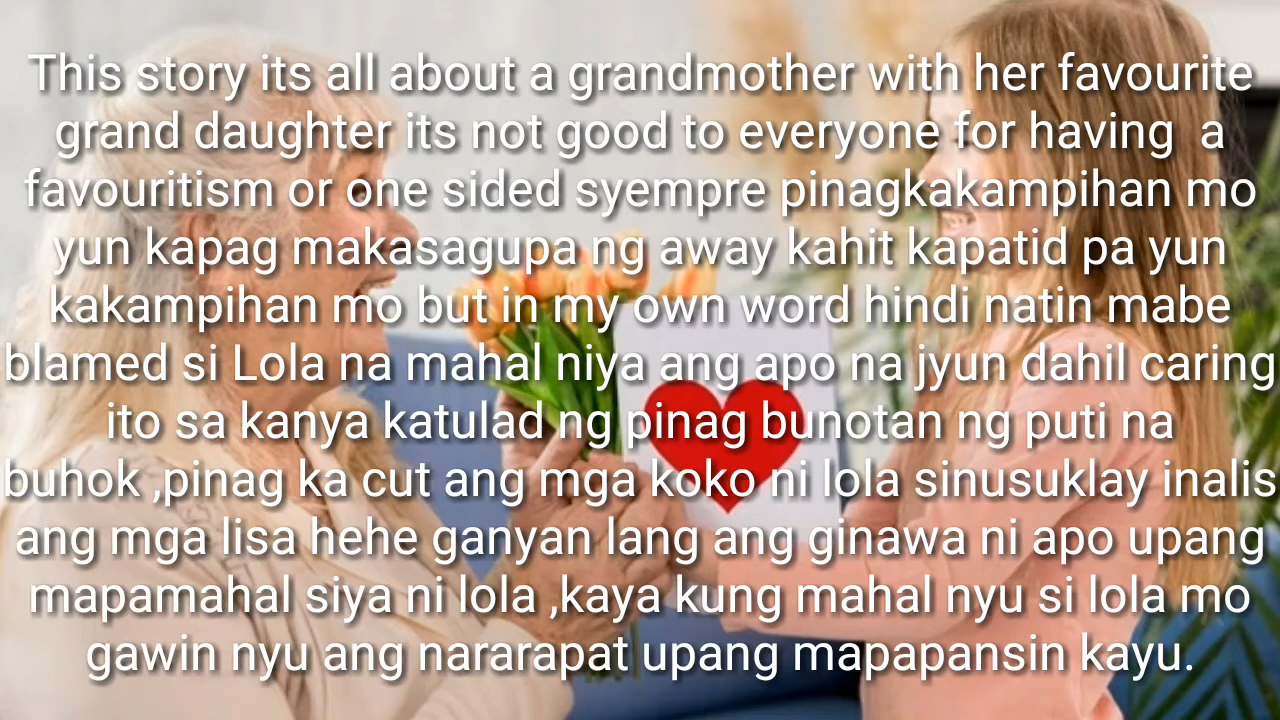 This story its all about a grandmother with her favourite
grand daughter its not good to everyone for having  a
favouritism or one sided syempre pinagkakampihan mo
yun kapag makasagupa ng away kahit kapatid pa yun
kakampihan mo but in my own word hindi natin mabe
blamed si Lola na mahal niya ang apo na jyun dahil caring
ito sa kanya katulad ng pinag bunotan ng puti na
buhok ,pinag ka cut ang mga koko ni lola sinusuklay inalis
ang mga lisa hehe ganyan lang ang ginawa ni apo upang
mapamahal siya ni lola ,kaya kung mahal nyu si lola mo
gawin nyu ang nararapat upang mapapansin kayu.